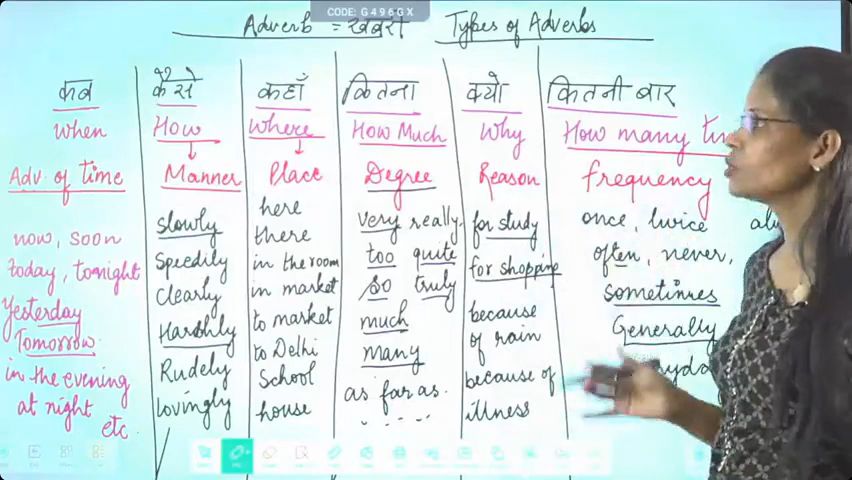 CODE: G496GX
Adverb = खबरी Types of Adverbs
कब
when
Adv. of time
now, soon
today, tonight
Yesterday
Tomorrow
in the evening
at night
etc
कैसे
How
Manner
slowly
Speedily
Clearly
Harshly
Rudely
lovingly
कहाँ
Where
Place
here
there
in the room
in market
to market
to Delhi
School
house
कितना
How Much
Degree
very really,
too quite
so truly
much
many
as far as.
क्यो
Why
Reason
for study
for shopping
because
of rain
because of
illness
कितनी बार
How many
frequency
once, twice
often, never,
sometimes
Generally